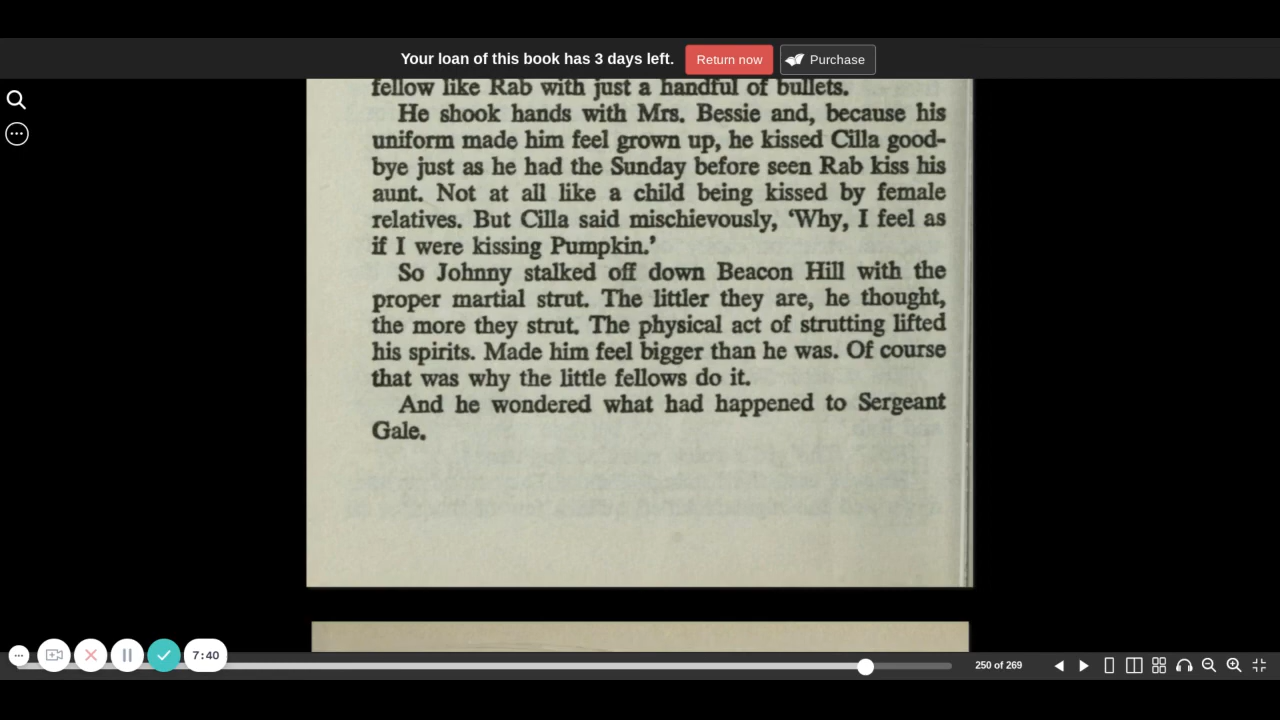 Your loan of this book has 3 days left. Return now Purchase
fellow like Rab with just a handful of bullets.
He shook hands with Mrs. Bessie and, because his
uniform made him feel grown up, he kissed Cilla good-
bye just as he had the Sunday before seen Rab kiss his
aunt. Not at all like a child being kissed by female
relatives. But Cilla said mischievously, ‘Why, I feel as
if I were kissing Pumpkin.’
So Johnny stalked off down Beacon Hill with the
proper martial strut. The littler they are, he thought,
the more they strut. The physical act of strutting lifted
his spirits. Made him feel bigger than he was. Of course
that was why the little fellows do it.
And he wondered what had happened to Sergeant
Gale.
7:40
250 of 269